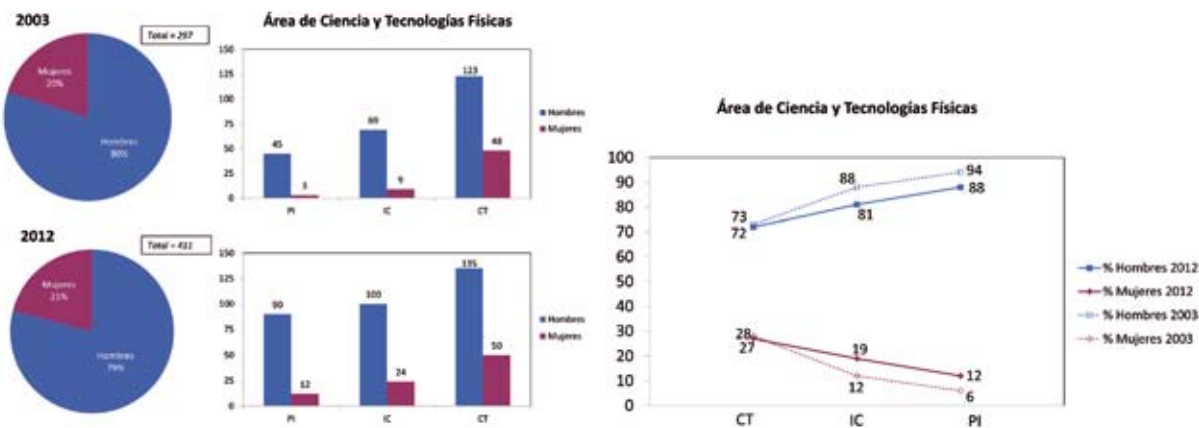 2003
Total = 297
Mujeres
20%
Hombres
80%
Área de Ciencia y Tecnologías Físicas
150
125
100
75
50
25
0
45
3
69
9
123
48
PI
IC
CT
Hombres
Mujeres
2012
Total = 411
Mujeres
21%
Hombres
79%
150
125
100
75
50
25
0
90
12
100
24
135
50
PI
IC
CT
Hombres
Mujeres
Área de Ciencia y Tecnologías Físicas
100
90
80
70
60
50
40
30
20
10
0
73
72
88
81
94
88
28
27
19
12
12
6
CT
IC
PI
% Hombres 2012
% Mujeres 2012
% Hombres 2003
% Mujeres 2003